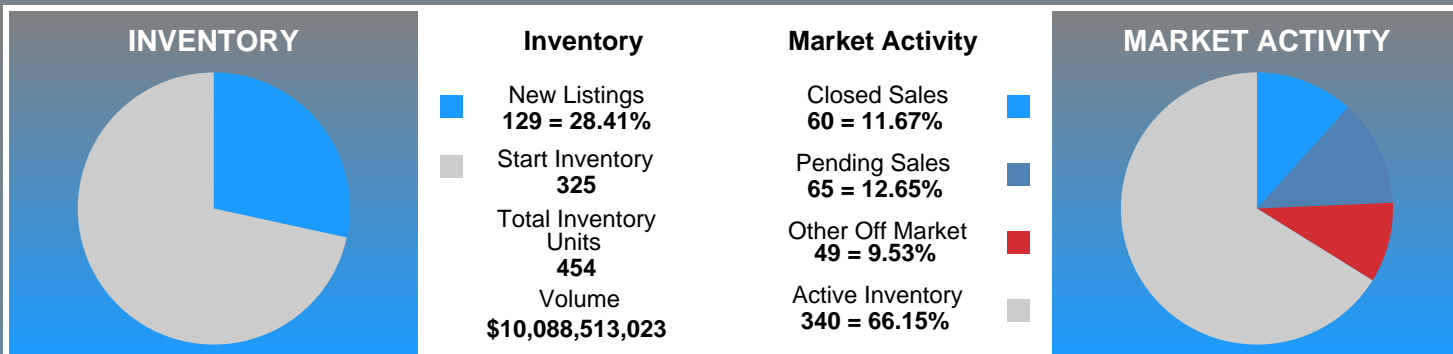 INVENTORY
Inventory
New Listings
129 = 28.41%
Start Inventory
325
Total Inventory
Units
454
Volume
$10,088,513,023
Market Activity
Closed Sales
60 = 11.67%
Pending Sales
65 = 12.65%
Other Off Market
49 = 9.53%
Active Inventory
340 = 66.15%
MARKET ACTIVITY